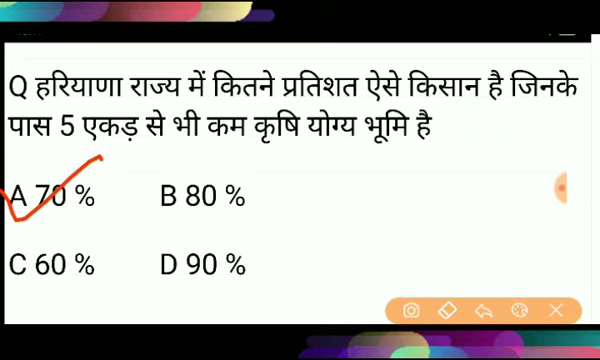 Q हरियाणा राज्य में कितने प्रतिशत ऐसे किसान है जिनके
पास 5 एकड़ से भी कम कृषि योग्य भूमि है
A 70 % B 80 %
C 60 % D 90 %